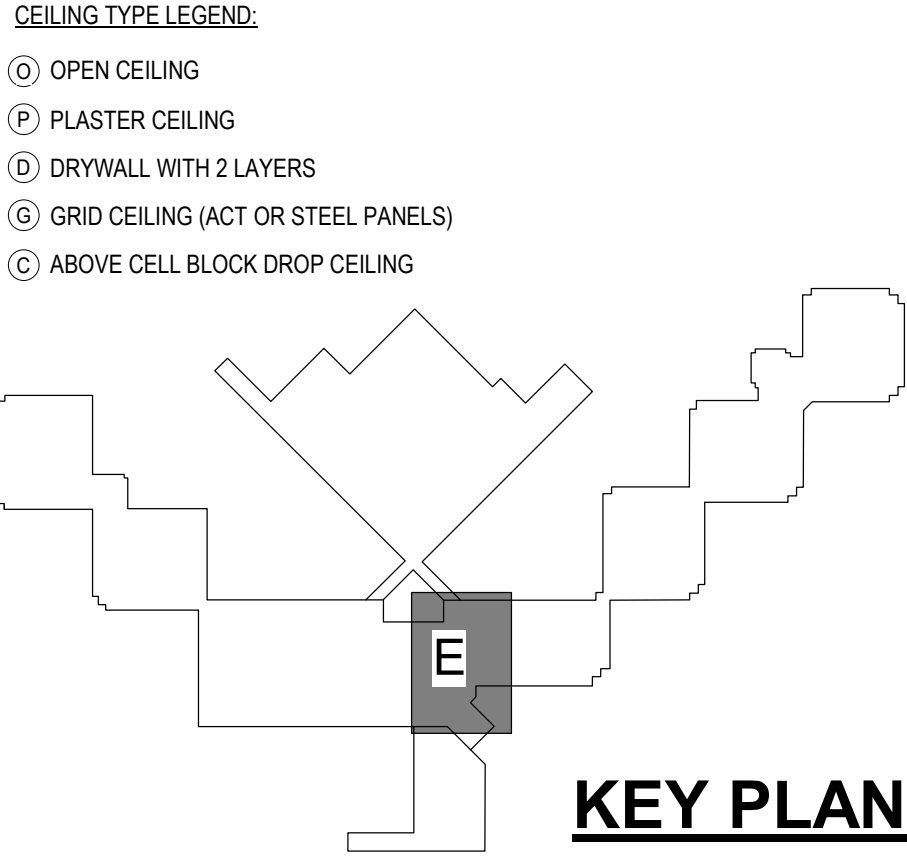 CEILING TYPE LEGEND:
O OPEN CEILING
P PLASTER CEILING
D DRYWALL WITH 2 LAYERS
G GRID CEILING (ACT OR STEEL PANELS)
C ABOVE CELL BLOCK DROP CEILING
E
KEY PLAN